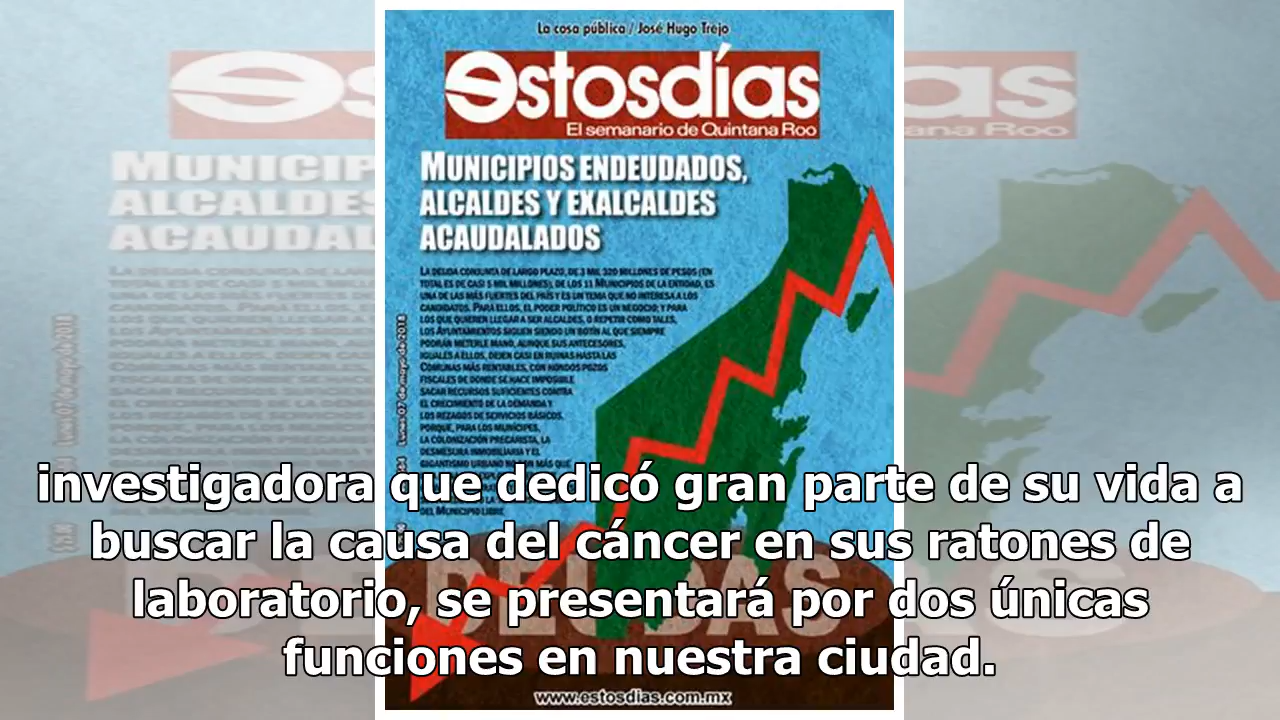 La cosa pública / José Hugo Trejo
estosdías
El semanario de Quintana Roo
MUNICIPIOS ENDEUDADOS,
ALCALDES Y EXALCALDES
ACAUDALADOS
LA DEUDA CONJUNTA DE LARGO PLAZO, DE 3 MIL 320 MILLONES DE PESOS (EN
TOTAL ES DE CASI 5 MIL MILLONES), DE LOS 11 MUNICIPIOS DE LA ENTIDAD, ES
UNA DE LAS MÁS FUERTES DEL PAÍS Y ES UN TEMA QUE NO INTERESA A LOS
CANDIDATOS. PARA ELLOS, EL PODER POLÍTICO ES UN NEGOCIO; Y PARA
LOS QUE QUIEREN LLEGAR A SER ALCALDES, O REPETIR COMO TALES,
LOS AYUNTAMIENTOS SIGUEN SIENDO UN BOTÍN AL QUE SIEMPRE
PODRÁN METERLE MANO, AUNQUE SUS ANTECESORES,
IGUALES A ELLOS, DEJEN CASI EN RUINAS HASTA LAS
COMUNAS MÁS RENTABLES, CON HONDOS POZOS
FISCALES DE DONDE SE HACE IMPOSIBLE
SACAR RECURSOS SUFICIENTES CONTRA
EL CRECIMIENTO DE LA DEMANDA Y
LOS REZAGOS DE SERVICIOS BÁSICOS.
PORQUE, PARA LOS MUNÍCIPES,
LA COLONIZACIÓN PRECARISTA, LA
DESMESURA INMOBILIARIA Y EL
GIGANTISMO URBANO NO SON MÁS QUE
DEL MUNICIPIO LIBRE.
Lunes 07 de mayo de 2018
DEUDAS
investigadora que dedicó gran parte de su vida a
buscar la causa del cáncer en sus ratones de
laboratorio, se presentará por dos únicas
funciones en nuestra ciudad.
www.estosdias.com.mx